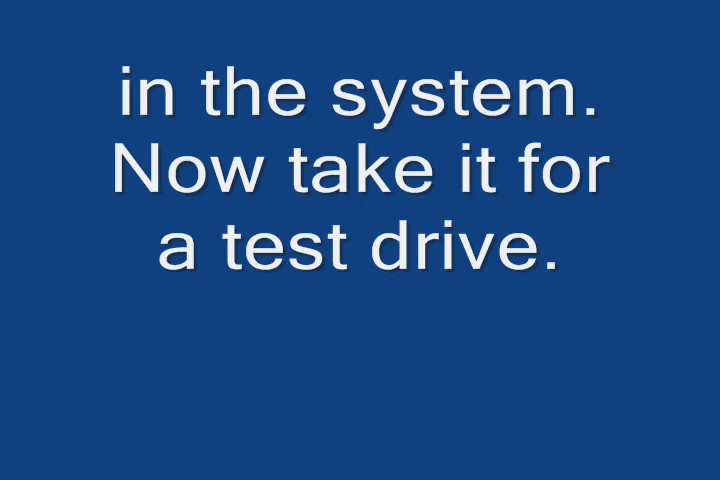 in the system.
Now take it for
a test drive.